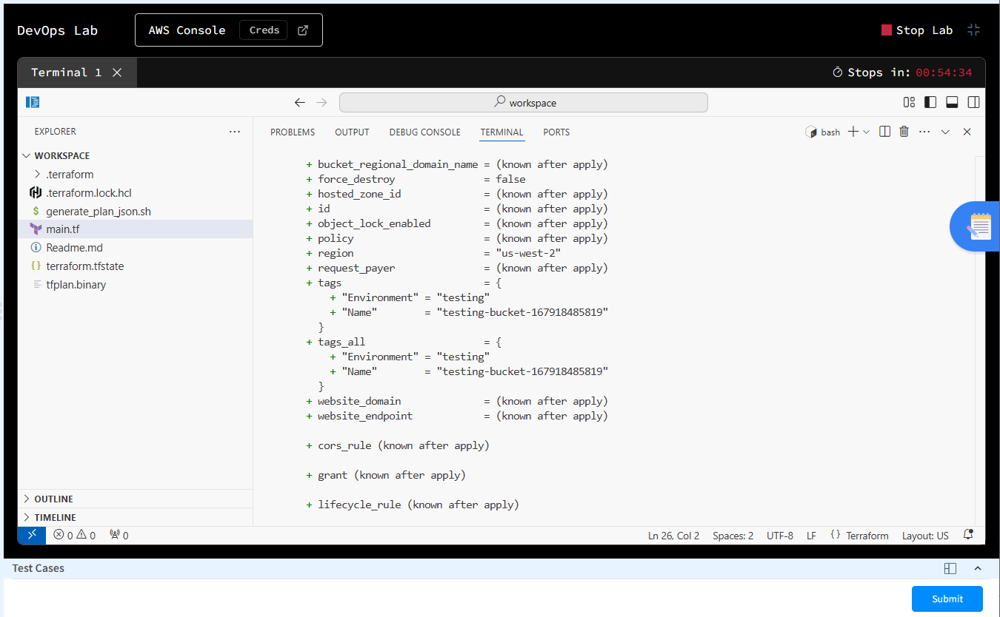 DevOps Lab
AWS Console Creds
Stop Lab
Terminal 1
Stops in: 00:54:34
workspace
EXPLORER
PROBLEMS OUTPUT DEBUG CONSOLE TERMINAL PORTS
bash
WORKSPACE
.terraform
.terraform.lock.hcl
$ generate_plan_json.sh
main.tf
Readme.md
{} terraform.tfstate
tfplan.binary
+ bucket_regional_domain_name = (known after apply)
+ force_destroy = false
+ hosted_zone_id = (known after apply)
+ id = (known after apply)
+ object_lock_enabled = (known after apply)
+ policy = (known after apply)
+ region = "us-west-2"
+ request_payer = (known after apply)
+ tags = {
+ "Environment" = "testing"
+ "Name" = "testing-bucket-167918485819"
}
+ tags_all = {
+ "Environment" = "testing"
+ "Name" = "testing-bucket-167918485819"
}
+ website_domain = (known after apply)
+ website_endpoint = (known after apply)
+ cors_rule (known after apply)
+ grant (known after apply)
+ lifecycle_rule (known after apply)
OUTLINE
TIMELINE
0 0 0
Ln 26, Col 2 Spaces: 2 UTF-8 LF {} Terraform Layout: US
Test Cases
Submit